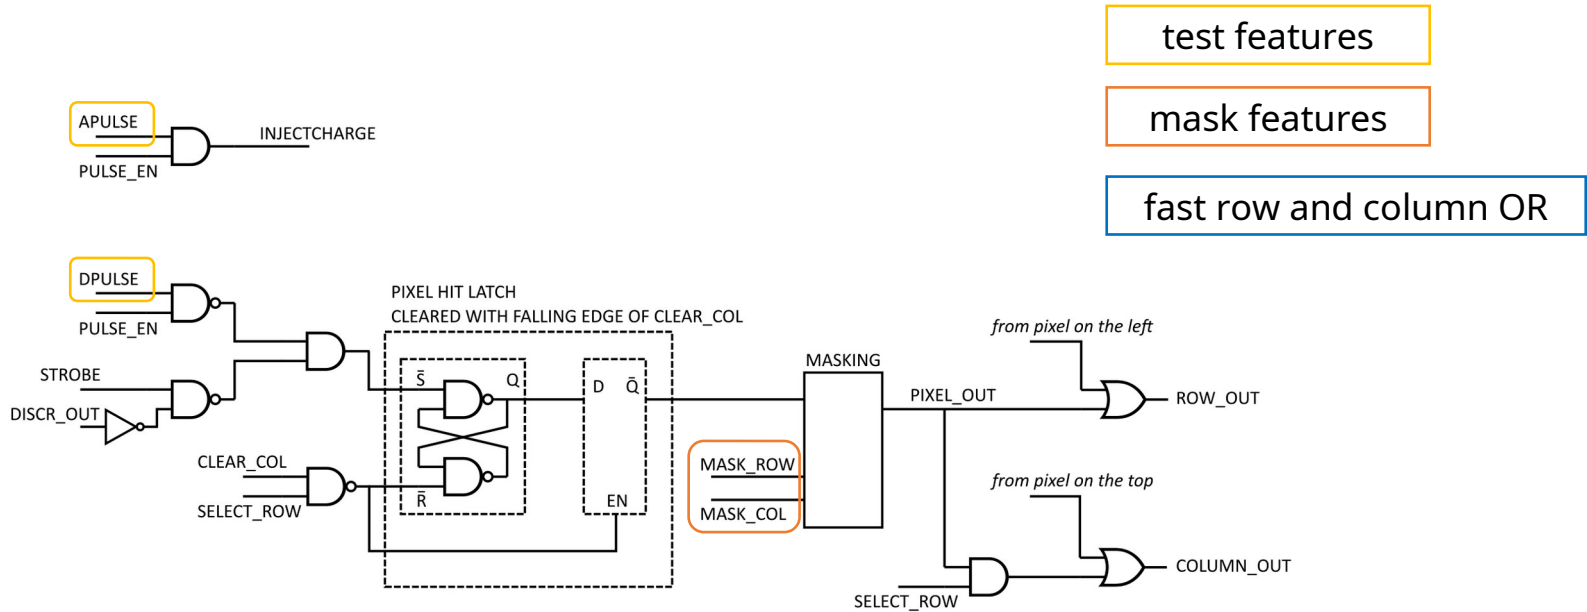 test features
mask features
fast row and column OR
APULSE
INJECTCHARGE
PULSE_EN
DPULSE
PULSE_EN
STROBE
DISCR_OUT
CLEAR_COL
SELECT_ROW
PIXEL HIT LATCH
CLEARED WITH FALLING EDGE OF CLEAR_COL
S̅
Q
R̅
D
Q̅
EN
MASKING
MASK_ROW
MASK_COL
PIXEL_OUT
from pixel on the left
ROW_OUT
from pixel on the top
COLUMN_OUT
SELECT_ROW